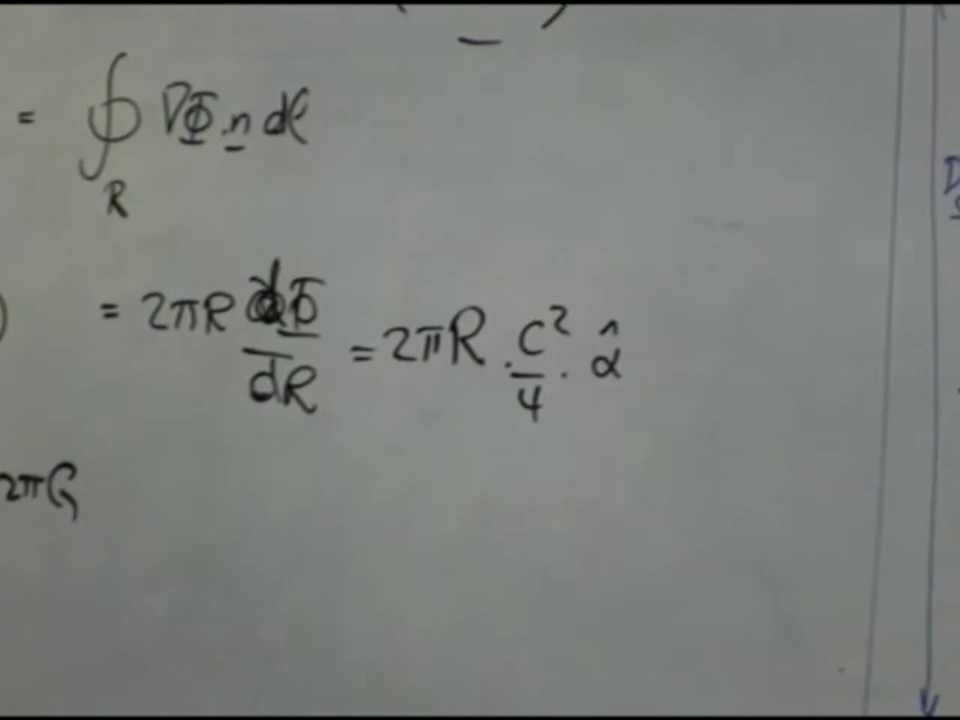 = ∮_R ∇Φ.n dl
) = 2πR dΦ/dR = 2πR . c²/4 . α̂
2πG